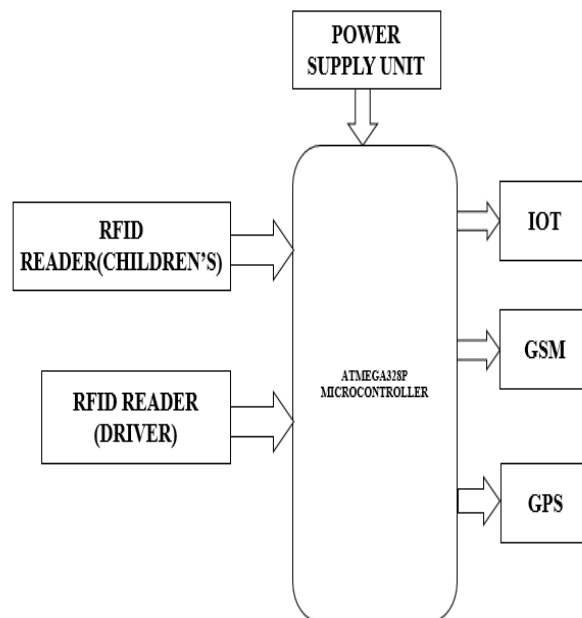 POWER
SUPPLY UNIT
RFID
READER(CHILDREN'S)
IOT
GSM
ATMEGA328P
MICROCONTROLLER
RFID READER
(DRIVER)
GPS